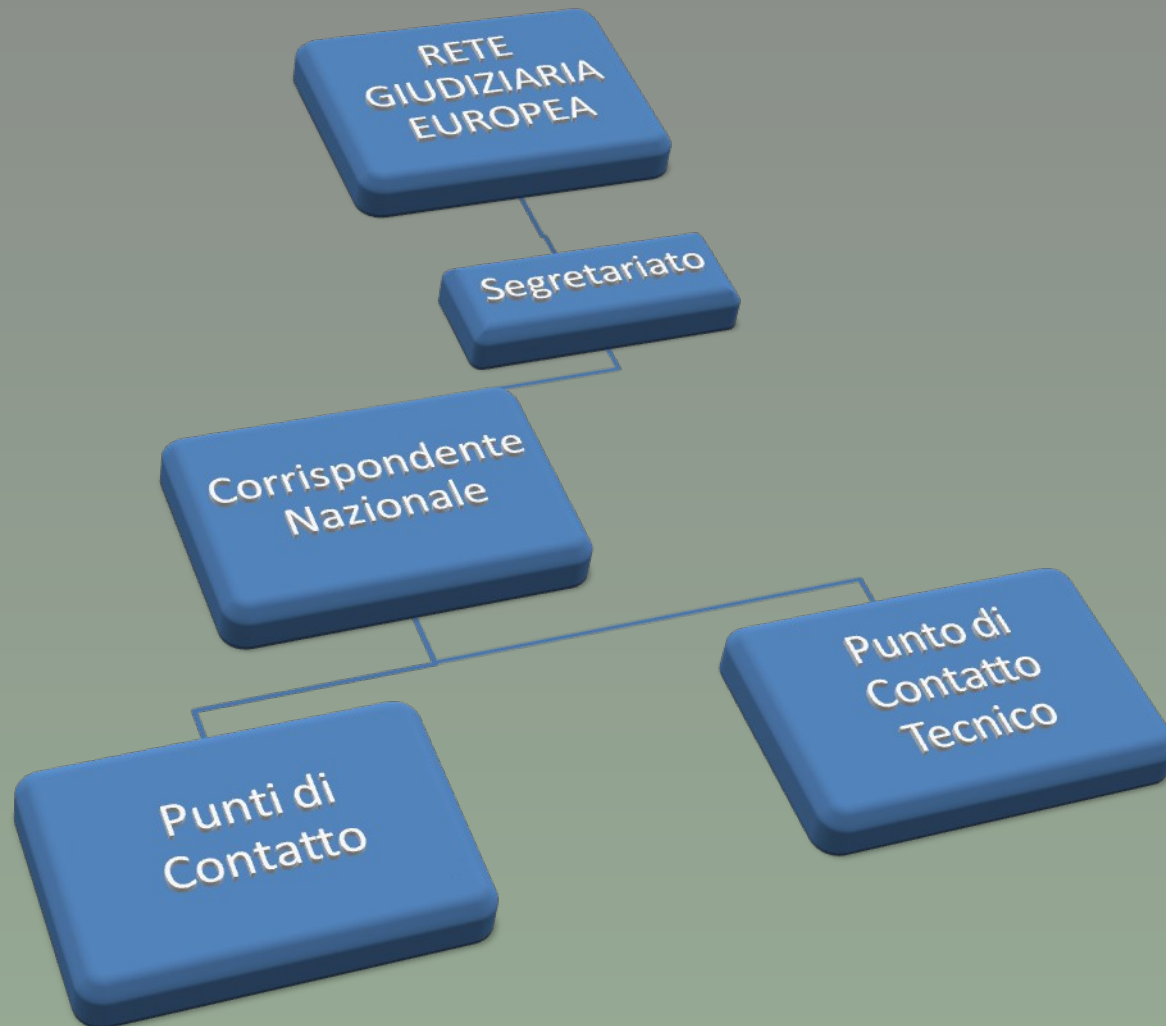 RETE
GIUDIZIARIA
EUROPEA
Segretariato
Corrispondente
Nazionale
Punti di
Contatto
Punto di
Contatto
Tecnico